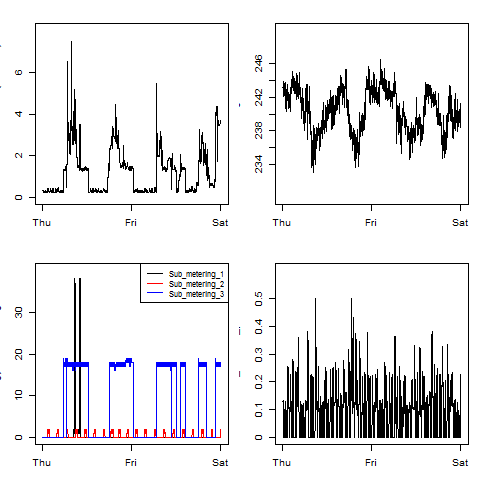 0 2 4 6
Thu Fri Sat
234 238 242 246
Thu Fri Sat
0 10 20 30
Sub_metering_1
Sub_metering_2
Sub_metering_3
Thu Fri Sat
0 0.1 0.2 0.3 0.4 0.5
Thu Fri Sat